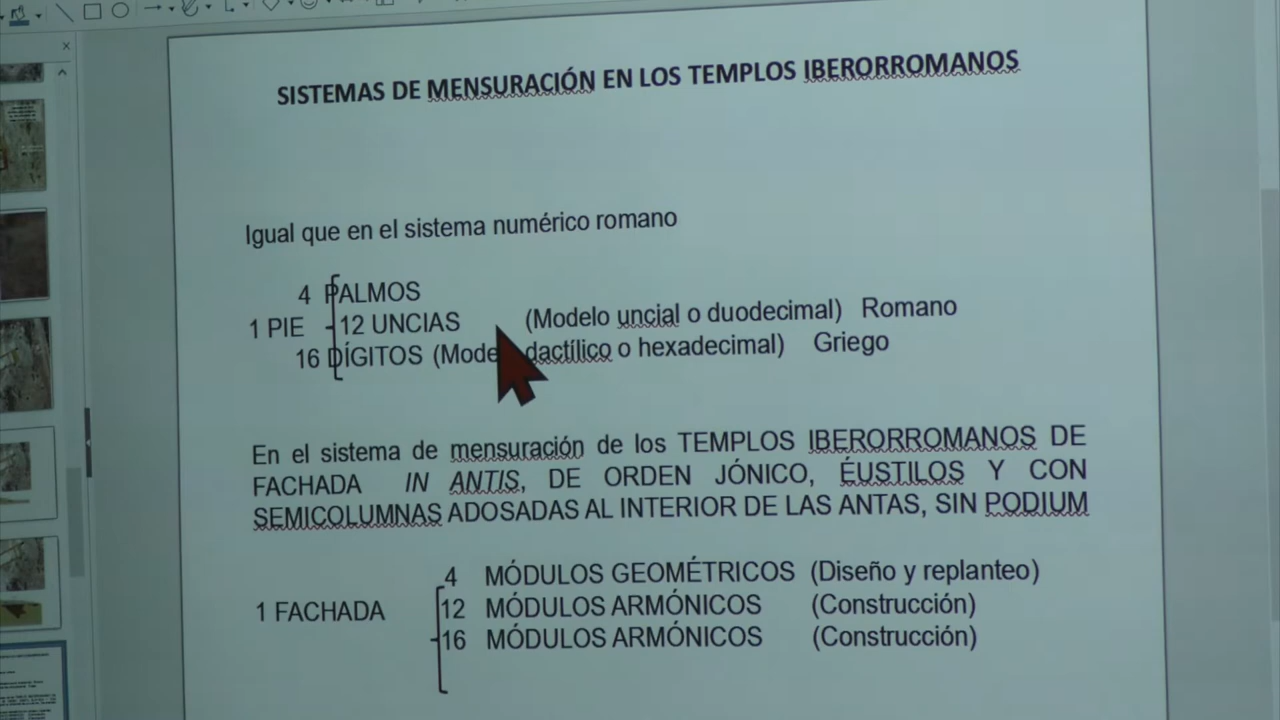 SISTEMAS DE MENSURACIÓN EN LOS TEMPLOS IBERORROMANOS
Igual que en el sistema numérico romano
4 PALMOS
1 PIE 12 UNCIAS (Modelo uncial o duodecimal) Romano
16 DÍGITOS (Mode dactílico o hexadecimal) Griego
En el sistema de mensuración de los TEMPLOS IBERORROMANOS DE
FACHADA IN ANTIS, DE ORDEN JÓNICO, ÉUSTILOS Y CON
SEMICOLUMNAS ADOSADAS AL INTERIOR DE LAS ANTAS, SIN PODIUM
4 MÓDULOS GEOMÉTRICOS (Diseño y replanteo)
1 FACHADA 12 MÓDULOS ARMÓNICOS (Construcción)
16 MÓDULOS ARMÓNICOS (Construcción)